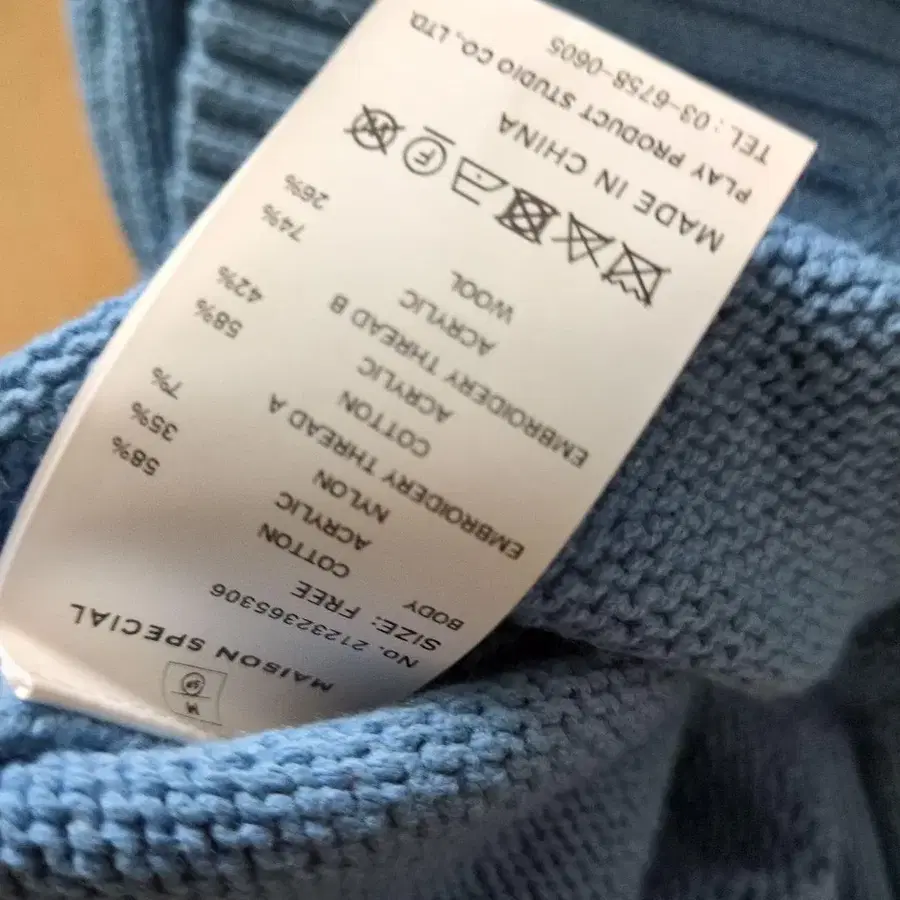 MAISON SPECIAL
No. 21232365306
SIZE: FREE
BODY
COTTON 58%
ACRYLIC 35%
NYLON 7%
EMBROIDERY THREAD A
COTTON 58%
ACRYLIC 42%
EMBROIDERY THREAD B
ACRYLIC 74%
WOOL 26%
MADE IN CHINA
PLAY PRODUCT STUDIO CO., LTD.
TEL : 03-6758-0605